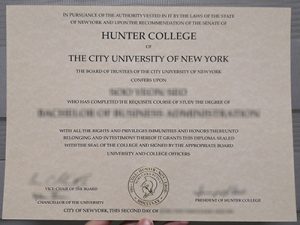 IN PURSUANCE OF THE AUTHORITY VESTED IN IT BY THE LAWS OF THE STATE
OF NEW YORK AND UPON THE RECOMMENDATION OF THE SENATE OF
HUNTER COLLEGE
OF
THE CITY UNIVERSITY OF NEW YORK
THE BOARD OF TRUSTEES OF THE CITY UNIVERSITY OF NEW YORK
CONFERS UPON
WHO HAS COMPLETED THE REQUISITE COURSE OF STUDY THE DEGREE OF
BACHELOR OF BUSINESS ADMINISTRATION
WITH ALL THE RIGHTS AND PRIVILEGES IMMUNITIES AND HONORS THEREUNTO
BELONGING AND IN TESTIMONY THEREOF IT GRANTS THIS DIPLOMA SEALED
WITH THE SEAL OF THE COLLEGE AND SIGNED BY THE APPROPRIATE BOARD
UNIVERSITY AND COLLEGE OFFICERS
VICE-CHAIR OF THE BOARD
PRESIDENT OF HUNTER COLLEGE
CHANCELLOR OF THE UNIVERSITY
CITY OF NEW YORK, THIS SECOND DAY OF